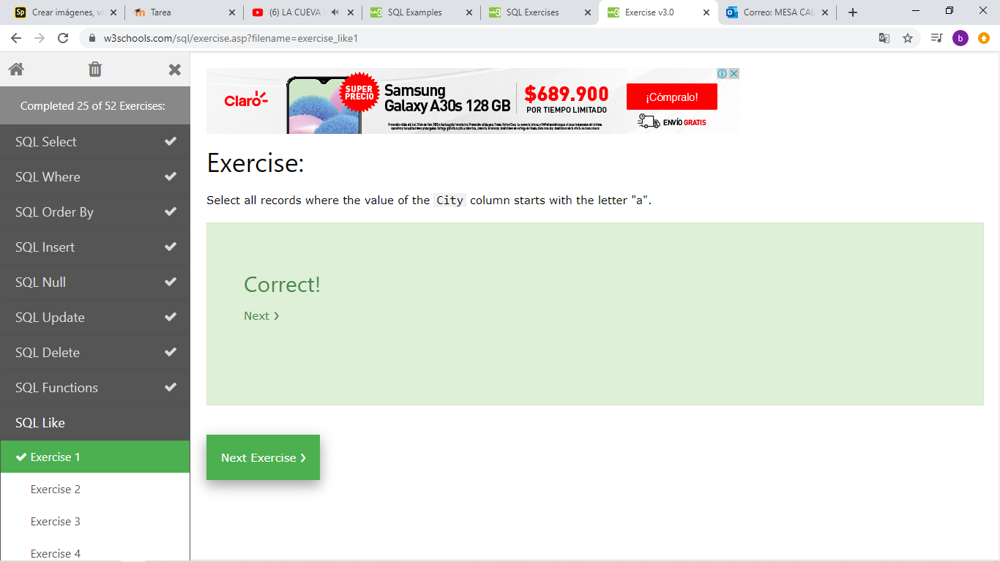 Crear imágenes, ví
Tarea
(6) LA CUEVA S
SQL Examples
SQL Exercises
Exercise v3.0
Correo: MESA CAL
w3schools.com/sql/exercise.asp?filename=exercise_like1
b
Completed 25 of 52 Exercises:
SQL Select
SQL Where
SQL Order By
SQL Insert
SQL Null
SQL Update
SQL Delete
SQL Functions
SQL Like
Exercise 1
Exercise 2
Exercise 3
Exercise 4
Claro
SUPER
PRECIO
Samsung
Galaxy A30s 128 GB
$689.900
POR TIEMPO LIMITADO
¡Cómpralo!
ENVÍO GRATIS
Exercise:
Select all records where the value of the City column starts with the letter "a".
Correct!
Next ❯
Next Exercise ❯